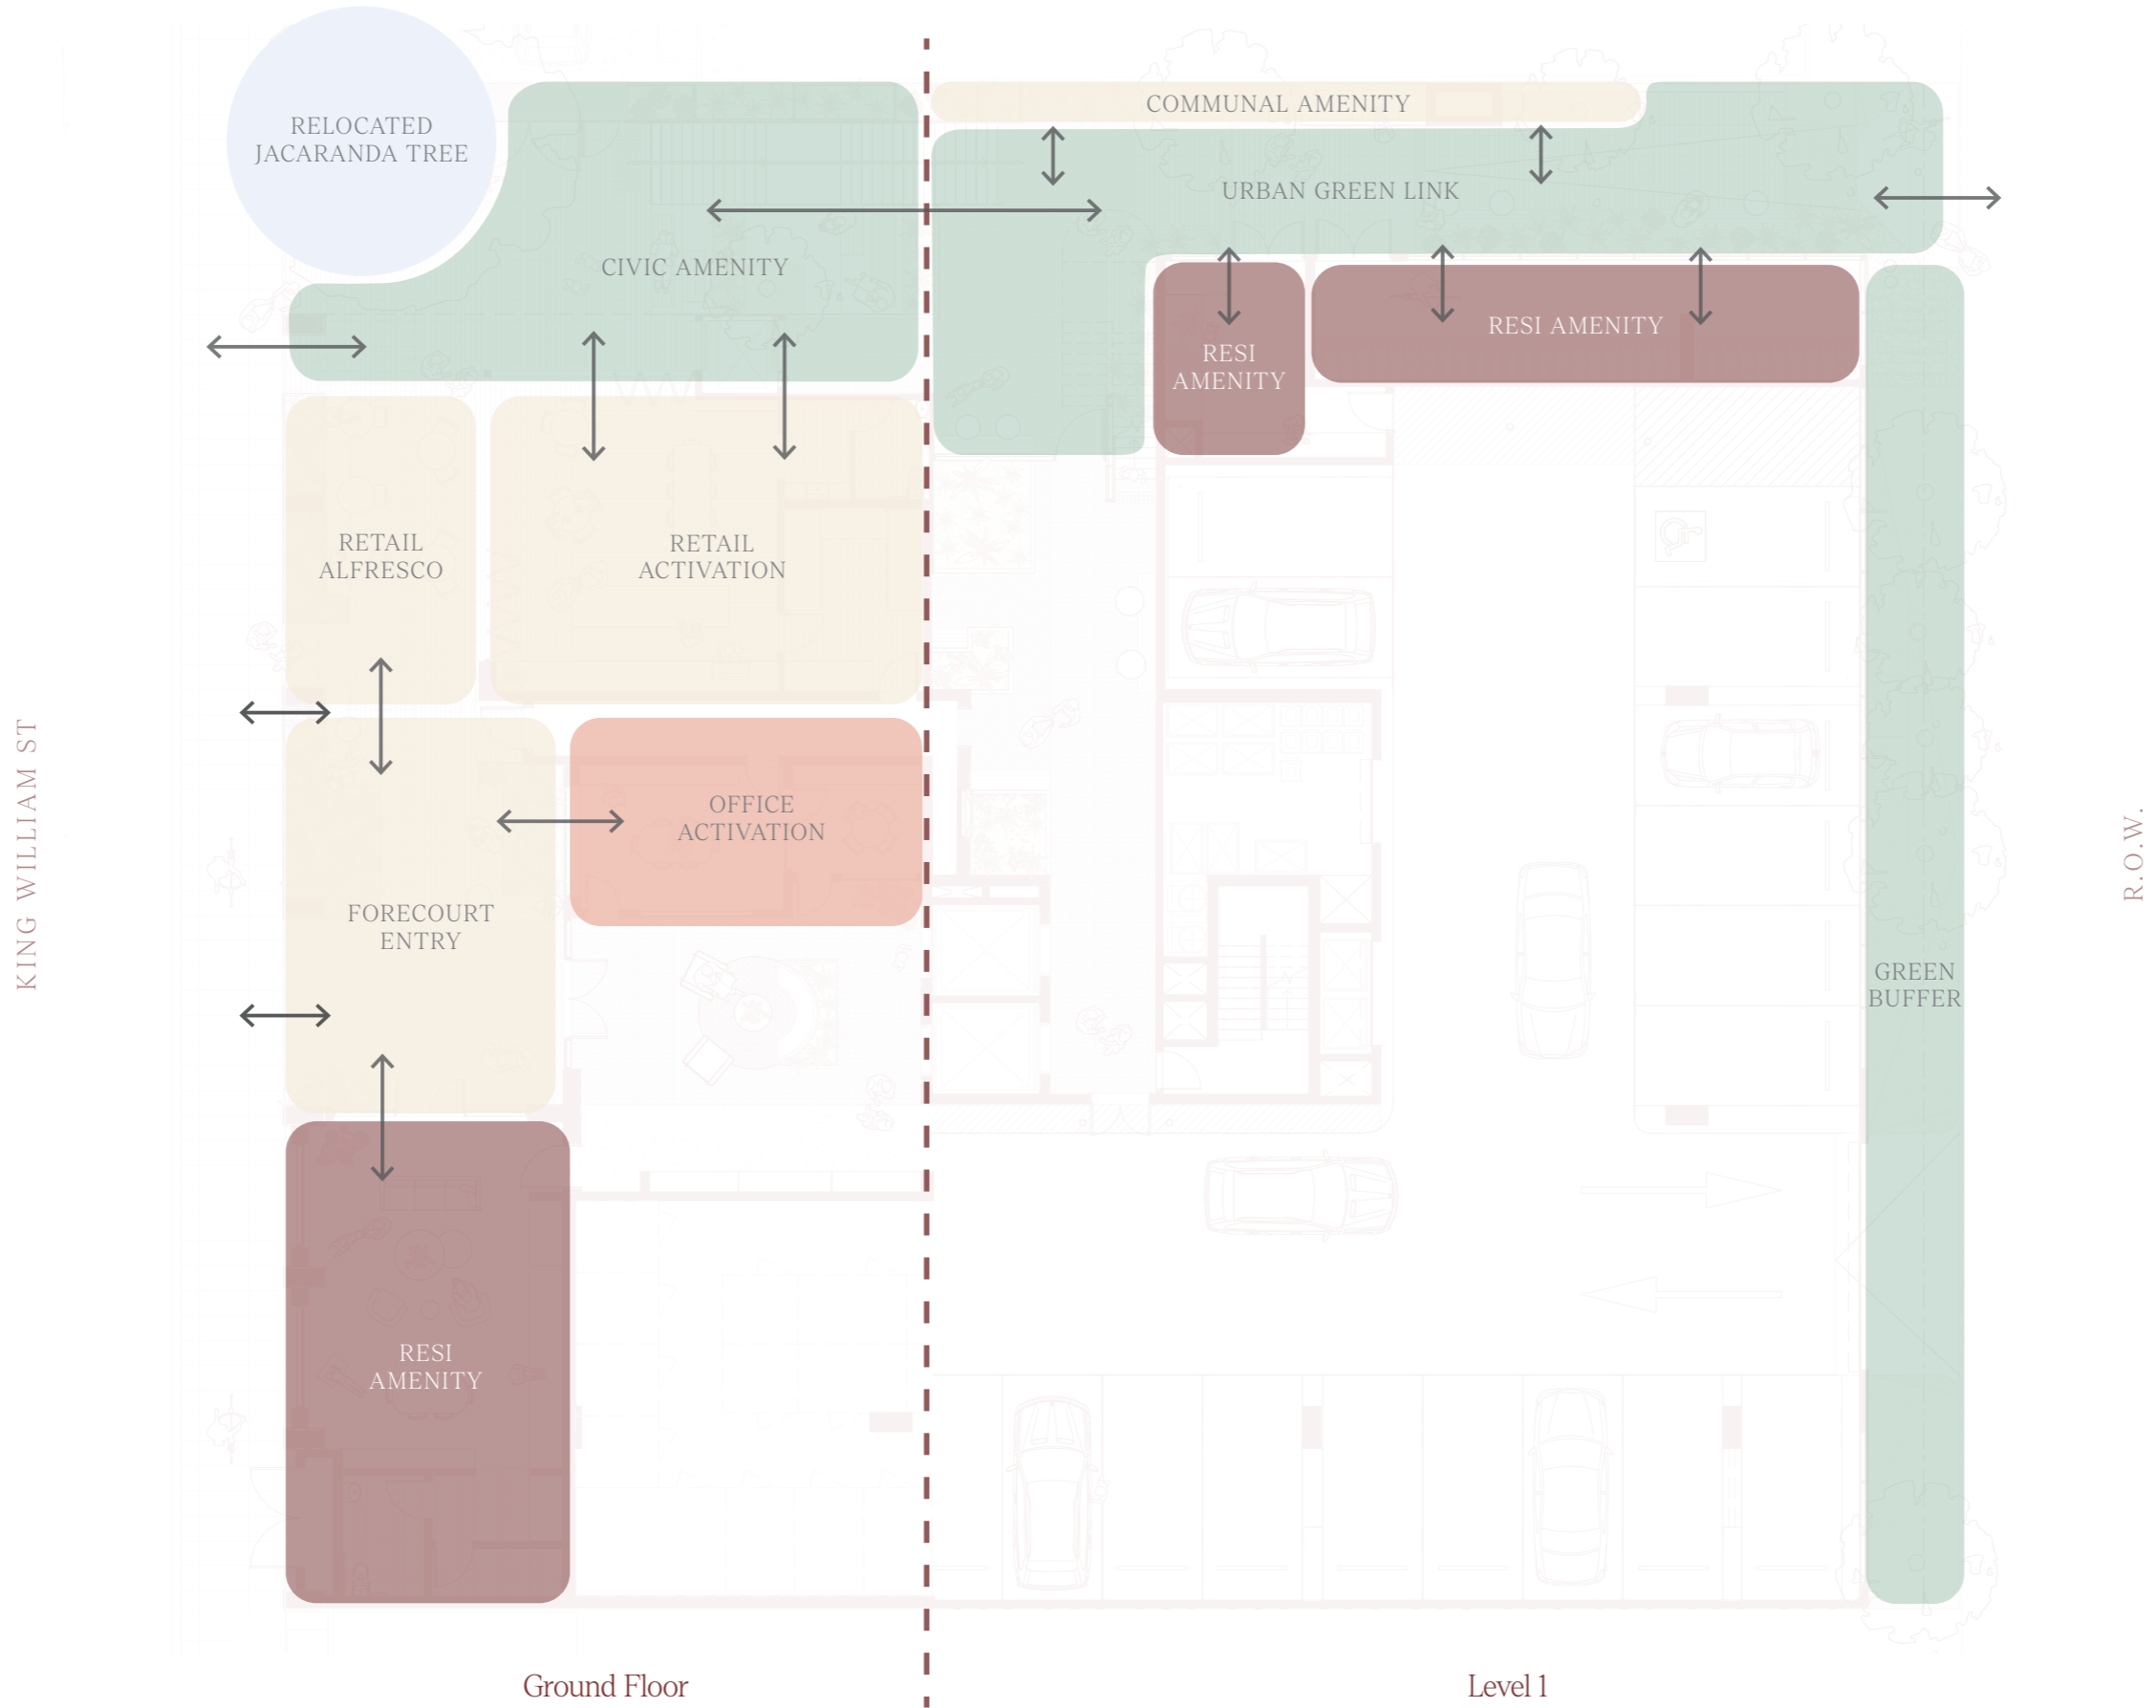 RELOCATED
JACARANDA TREE
COMMUNAL AMENITY
URBAN GREEN LINK
CIVIC AMENITY
RESI AMENITY
RESI
AMENITY
RETAIL
ALFRESCO
RETAIL
ACTIVATION
KING WILLIAM ST
OFFICE
ACTIVATION
R.O.W.
FORECOURT
ENTRY
GREEN
BUFFER
RESI
AMENITY
Ground Floor
Level 1